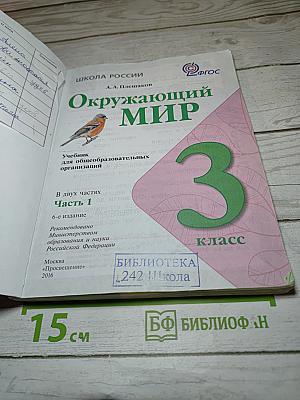 ШКОЛА РОССИИ
ФГОС
А.А. Плешаков
Окружающий
МИР
Учебник
для общеобразовательных
организаций
В двух частях
Часть 1
6-е издание
Рекомендовано
Министерством
образования и науки
Российской Федерации
3
класс
Москва
«Просвещение»
2016
БИБЛИОТЕКА
242 Школа
15 см
БФ БИБЛИОФАН